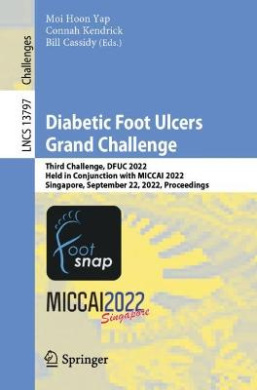 Moi Hoon Yap
Connah Kendrick
Bill Cassidy (Eds.)
LNCS 13797
Challenges
Diabetic Foot Ulcers
Grand Challenge
Third Challenge, DFUC 2022
Held in Conjunction with MICCAI 2022
Singapore, September 22, 2022, Proceedings
Foot
snap
MICCAI2022
Singapore
Springer